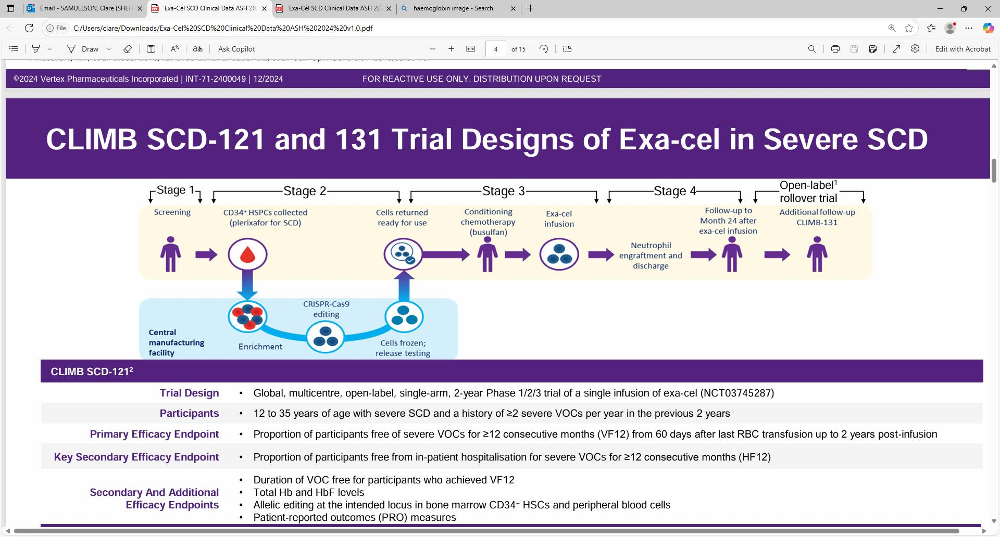 Email - SAMUELSON, Clare (SHEF
Exa-Cel SCD Clinical Data ASH 20
Exa-Cel SCD Clinical Data ASH 20
haemoglobin image - Search
File
C:/Users/clare/Downloads/Exa-Cel%20SCD%20Clinical%20Data%20ASH%202024%20v1.0.pdf
Draw
Ask Copilot
4 of 15
Edit with Acrobat
©2024 Vertex Pharmaceuticals Incorporated | INT-71-2400049 | 12/2024
FOR REACTIVE USE ONLY. DISTRIBUTION UPON REQUEST
CLIMB SCD-121 and 131 Trial Designs of Exa-cel in Severe SCD
Stage 1
Stage 2
Stage 3
Stage 4
Open-label¹
rollover trial
Screening
CD34⁺ HSPCs collected
(plerixafor for SCD)
Cells returned
ready for use
Conditioning
chemotherapy
(busulfan)
Exa-cel
infusion
Neutrophil
engraftment and
discharge
Follow-up to
Month 24 after
exa-cel infusion
Additional follow-up
CLIMB-131
Central
manufacturing
facility
Enrichment
CRISPR-Cas9
editing
Cells frozen;
release testing
CLIMB SCD-121²
Trial Design
• Global, multicentre, open-label, single-arm, 2-year Phase 1/2/3 trial of a single infusion of exa-cel (NCT03745287)
Participants
• 12 to 35 years of age with severe SCD and a history of ≥2 severe VOCs per year in the previous 2 years
Primary Efficacy Endpoint
• Proportion of participants free of severe VOCs for ≥12 consecutive months (VF12) from 60 days after last RBC transfusion up to 2 years post-infusion
Key Secondary Efficacy Endpoint
• Proportion of participants free from in-patient hospitalisation for severe VOCs for ≥12 consecutive months (HF12)
Secondary And Additional
Efficacy Endpoints
• Duration of VOC free for participants who achieved VF12
• Total Hb and HbF levels
• Allelic editing at the intended locus in bone marrow CD34⁺ HSCs and peripheral blood cells
• Patient-reported outcomes (PRO) measures